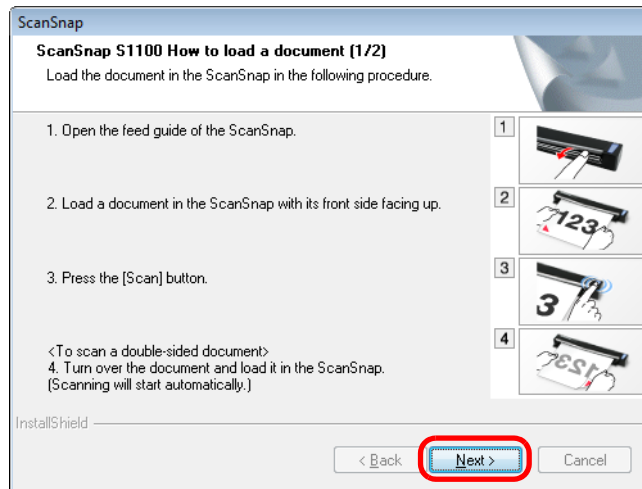 ScanSnap
ScanSnap S1100 How to load a document (1/2)
Load the document in the ScanSnap in the following procedure.
1. Open the feed guide of the ScanSnap.
1
2. Load a document in the ScanSnap with its front side facing up.
2
123
3. Press the [Scan] button.
3
3
<To scan a double-sided document>
4. Turn over the document and load it in the ScanSnap.
(Scanning will start automatically.)
4
123
InstallShield
< Back
Next >
Cancel